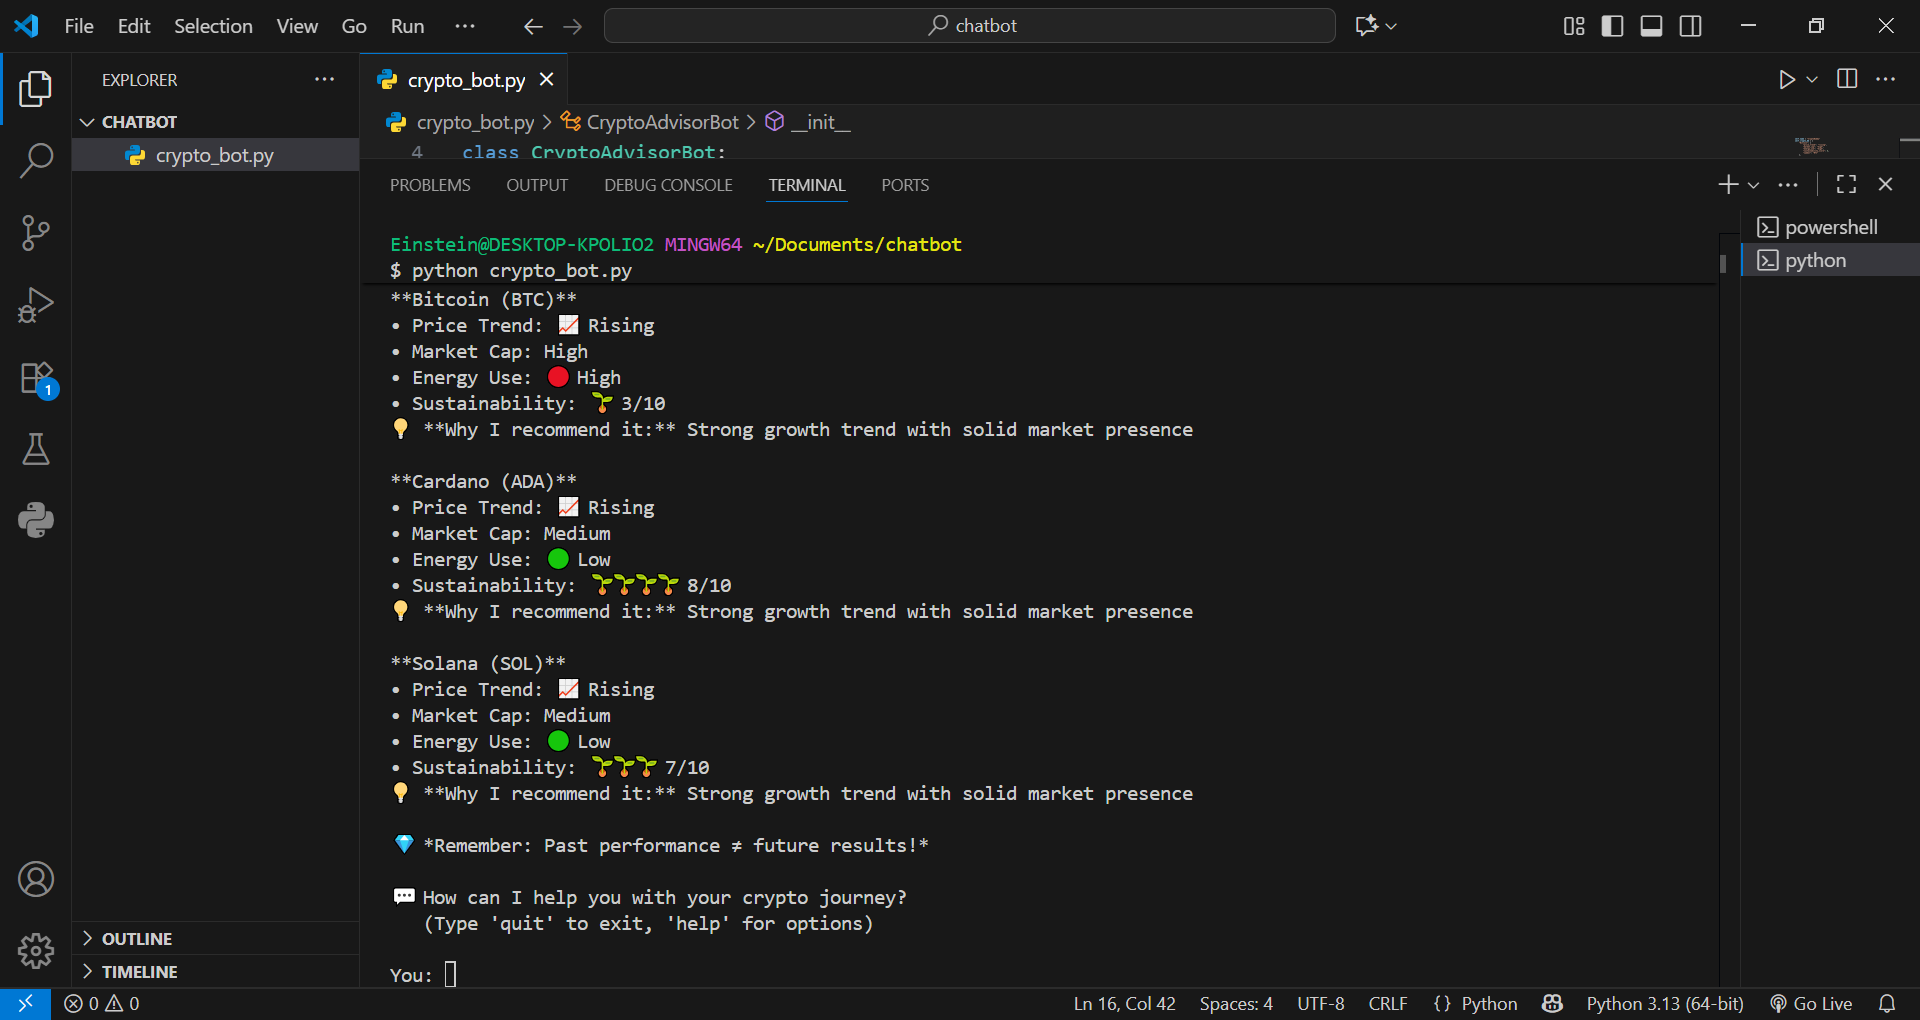 File Edit Selection View Go Run ··· chatbot
EXPLORER ···
CHATBOT
crypto_bot.py
OUTLINE
TIMELINE
1
crypto_bot.py
crypto_bot.py > CryptoAdvisorBot > __init__
4 class CryptoAdvisorBot:
PROBLEMS OUTPUT DEBUG CONSOLE TERMINAL PORTS
powershell
python
Einstein@DESKTOP-KPOLIO2 MINGW64 ~/Documents/chatbot
$ python crypto_bot.py
**Bitcoin (BTC)**
• Price Trend: 📈 Rising
• Market Cap: High
• Energy Use: 🔴 High
• Sustainability: 🌱 3/10
💡 **Why I recommend it:** Strong growth trend with solid market presence
**Cardano (ADA)**
• Price Trend: 📈 Rising
• Market Cap: Medium
• Energy Use: 🟢 Low
• Sustainability: 🌱🌱🌱🌱 8/10
💡 **Why I recommend it:** Strong growth trend with solid market presence
**Solana (SOL)**
• Price Trend: 📈 Rising
• Market Cap: Medium
• Energy Use: 🟢 Low
• Sustainability: 🌱🌱🌱 7/10
💡 **Why I recommend it:** Strong growth trend with solid market presence
💎 *Remember: Past performance ≠ future results!*
💬 How can I help you with your crypto journey?
(Type 'quit' to exit, 'help' for options)
You:
0 0 Ln 16, Col 42 Spaces: 4 UTF-8 CRLF {} Python Python 3.13 (64-bit) Go Live